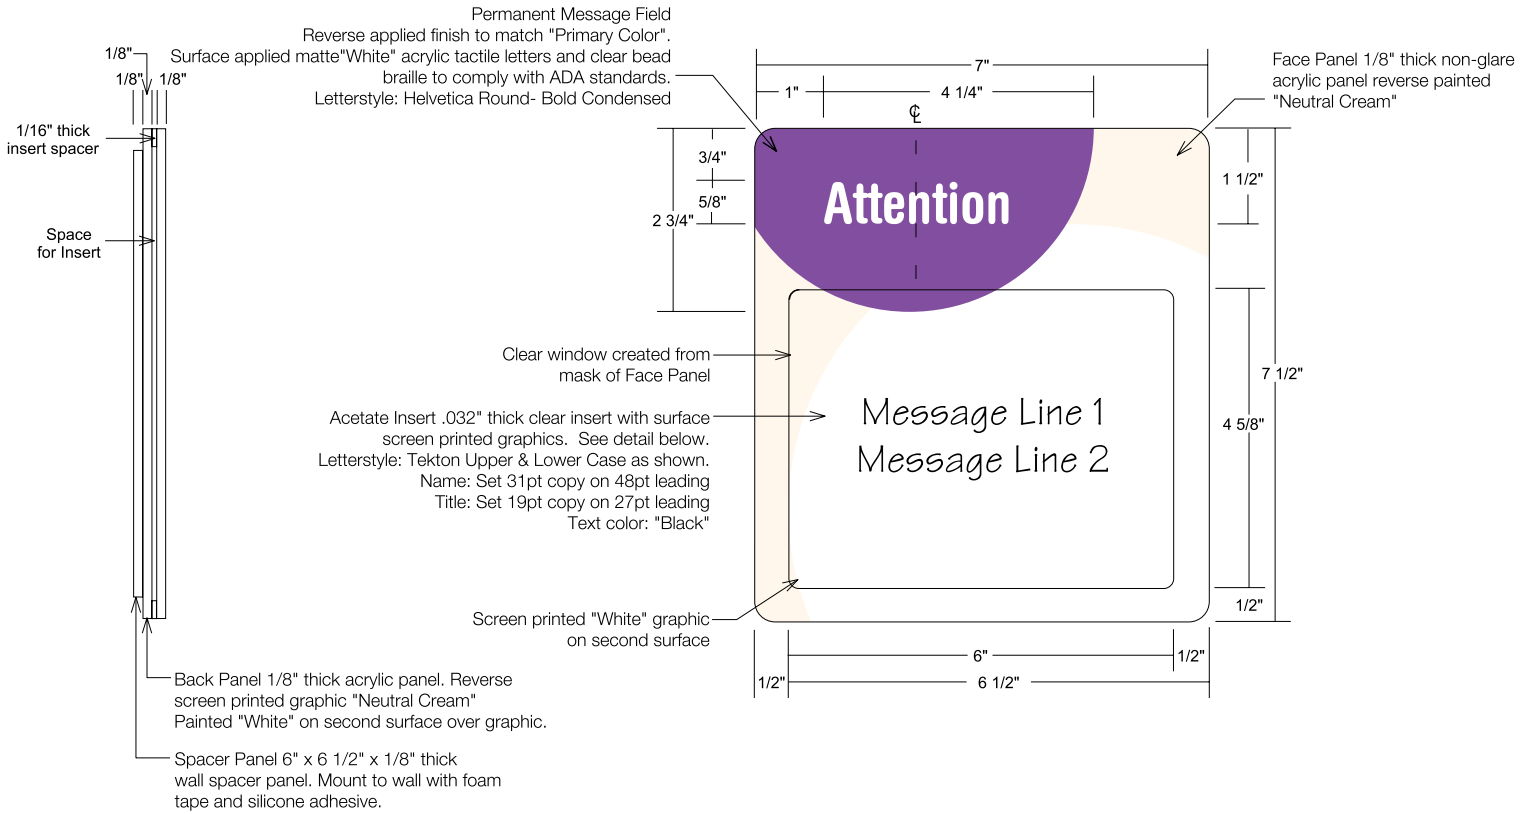 Permanent Message Field
Reverse applied finish to match "Primary Color".
Surface applied matte"White" acrylic tactile letters and clear bead
braille to comply with ADA standards.
Letterstyle: Helvetica Round- Bold Condensed
1/8"
1/8"
1/8"
1/16" thick
insert spacer
Space
for Insert
7"
1"
4 1/4"
℄
Face Panel 1/8" thick non-glare
acrylic panel reverse painted
"Neutral Cream"
3/4"
5/8"
2 3/4"
Attention
1 1/2"
Clear window created from
mask of Face Panel
Acetate Insert .032" thick clear insert with surface
screen printed graphics.  See detail below.
Letterstyle: Tekton Upper & Lower Case as shown.
Name: Set 31pt copy on 48pt leading
Title: Set 19pt copy on 27pt leading
Text color: "Black"
Message Line 1
Message Line 2
7 1/2"
4 5/8"
1/2"
Screen printed "White" graphic
on second surface
6"
1/2"
1/2"
6 1/2"
Back Panel 1/8" thick acrylic panel. Reverse
screen printed graphic "Neutral Cream"
Painted "White" on second surface over graphic.
Spacer Panel 6" x 6 1/2" x 1/8" thick
wall spacer panel. Mount to wall with foam
tape and silicone adhesive.